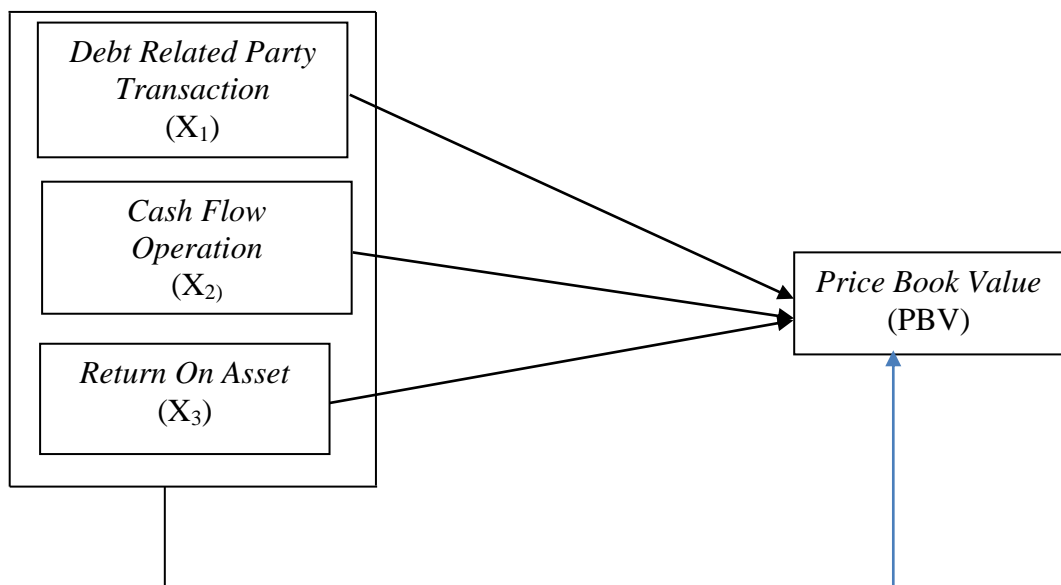 Debt Related Party
Transaction
(X₁)
Cash Flow
Operation
(X₂₎
Return On Asset
(X₃)
Price Book Value
(PBV)